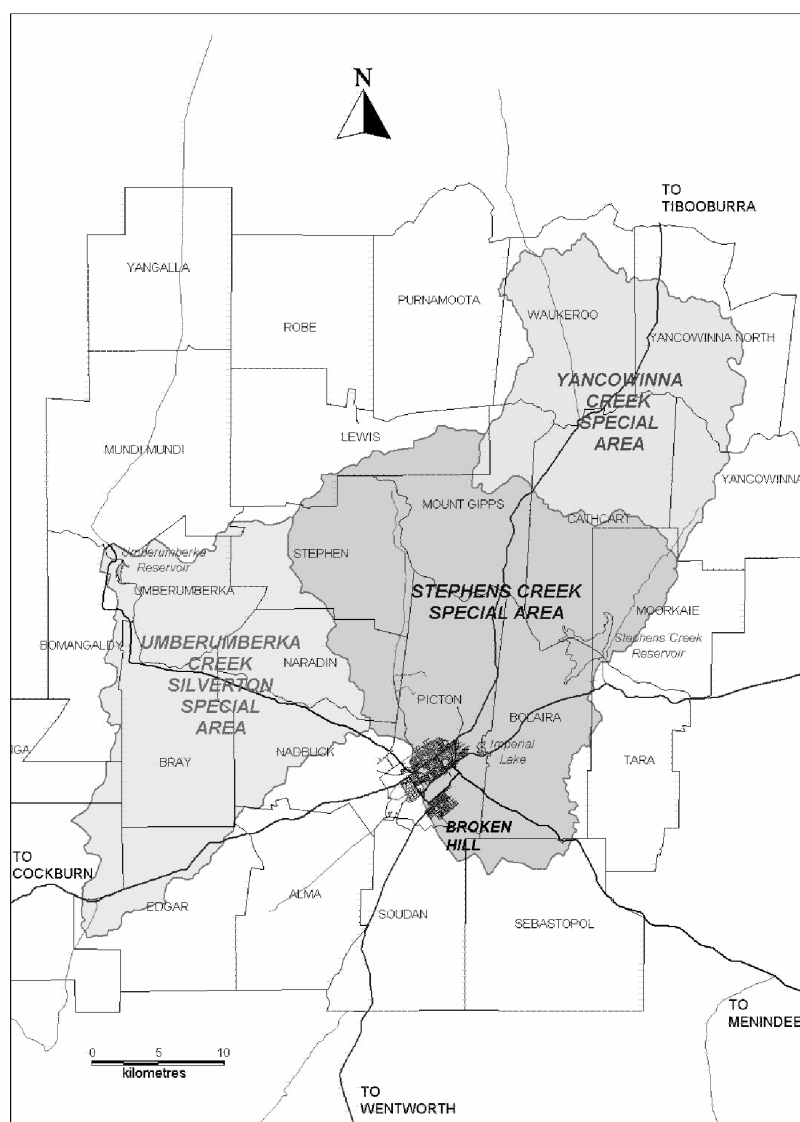 N
TO
TIBOOBURRA
YANGALLA
PURNAMOOTA
WAUKEROO
ROBE
YANCOWINNA NORTH
YANCOWINNA
CREEK
SPECIAL
AREA
LEWIS
MUNDI MUNDI
YANCOWINNA
MOUNT GIPPS
CATHCART
STEPHEN
Umberumberka
Reservoir
UMBERUMBERKA
STEPHENS CREEK
SPECIAL AREA
MOORKAIE
Stephens Creek
Reservoir
BOMANGALDY
UMBERUMBERKA
CREEK
SILVERTON
SPECIAL
AREA
NARADIN
PICTON
BOLAIRA
NADBUCK
Imperial
Lake
BRAY
TARA
BROKEN
HILL
TO
COCKBURN
EDGAR
ALMA
SOUDAN
SEBASTOPOL
TO
MENINDEE
0 5 10
kilometres
TO
WENTWORTH